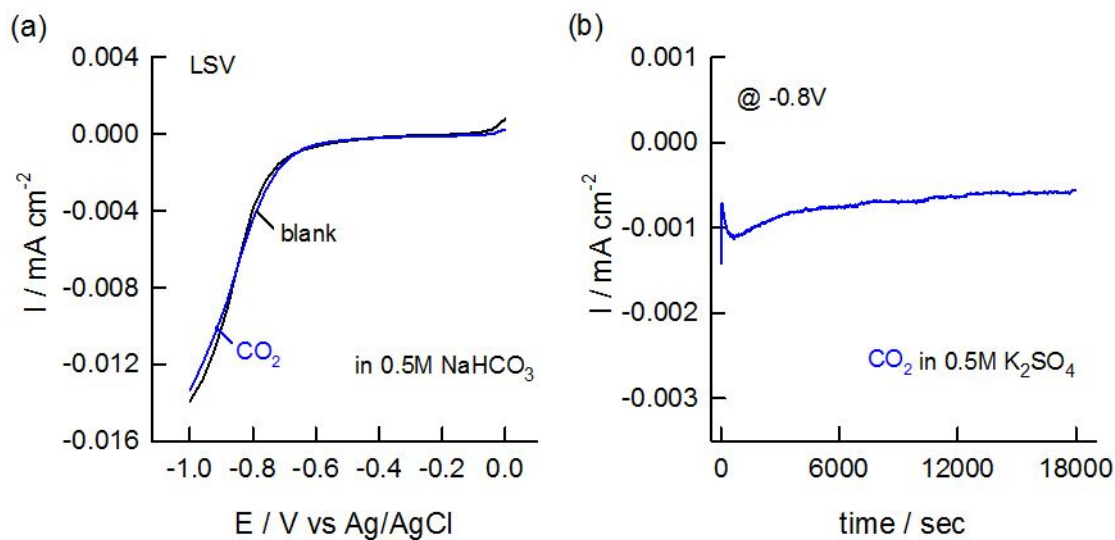 (a)
LSV
0.004
0.000
-0.004
-0.008
-0.012
-0.016
I / mA cm⁻²
blank
CO₂
in 0.5M NaHCO₃
-1.0 -0.8 -0.6 -0.4 -0.2 0.0
E / V vs Ag/AgCl
(b)
@ -0.8V
0.001
0.000
-0.001
-0.002
-0.003
I / mA cm⁻²
CO₂ in 0.5M K₂SO₄
0 6000 12000 18000
time / sec